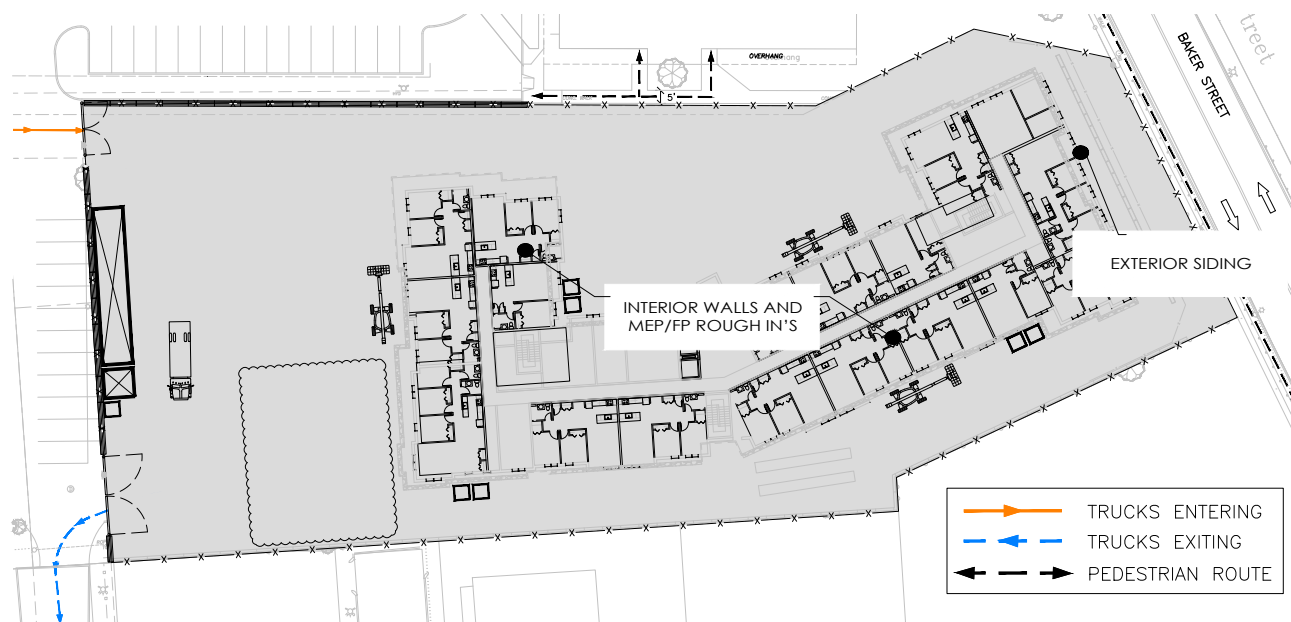 OVERHANG
5'
BAKER STREET
EXTERIOR SIDING
INTERIOR WALLS AND
MEP/FP ROUGH IN'S
TRUCKS ENTERING
TRUCKS EXITING
PEDESTRIAN ROUTE